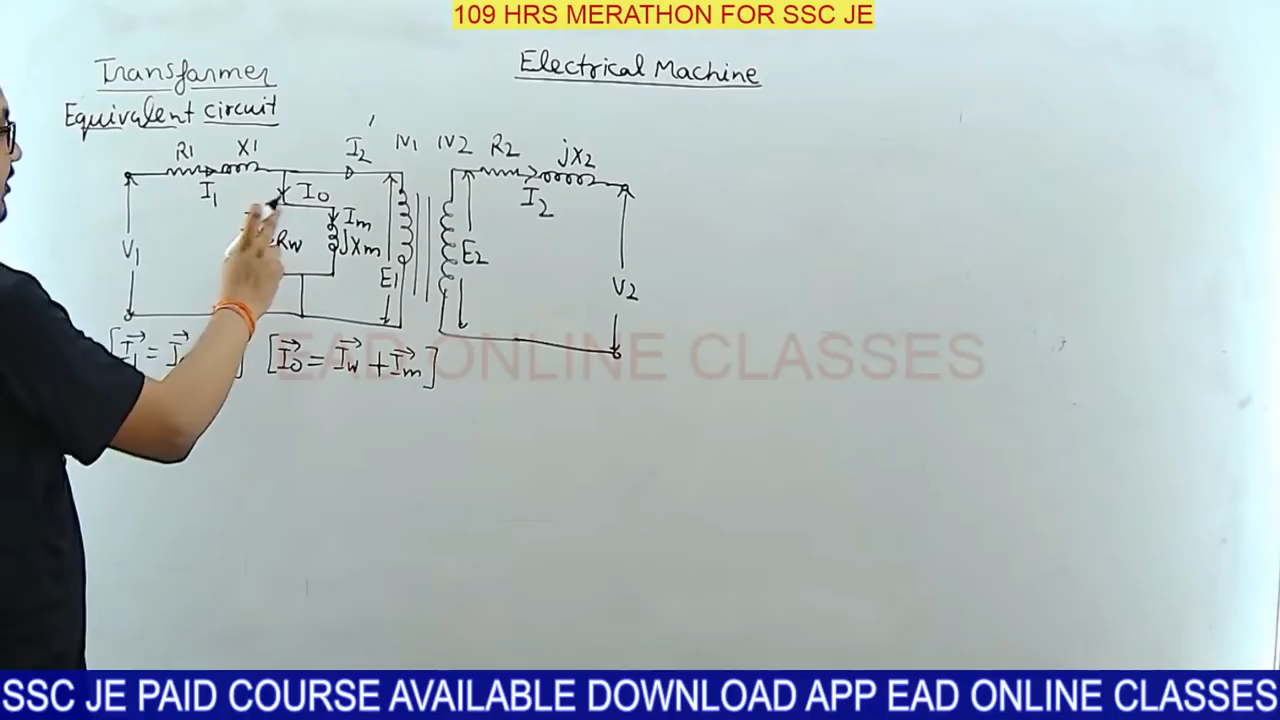 109 HRS MERATHON FOR SSC JE
Electrical Machine
Transformer
Equivalent circuit
R1 X1 I2' N1 N2 R2 jX2
I1 I0 I2
Im
V1 Rw jXm E1 E2 V2
I1 = [I0 = Iw + Im]
EAD ONLINE CLASSES
SSC JE PAID COURSE AVAILABLE DOWNLOAD APP EAD ONLINE CLASSES